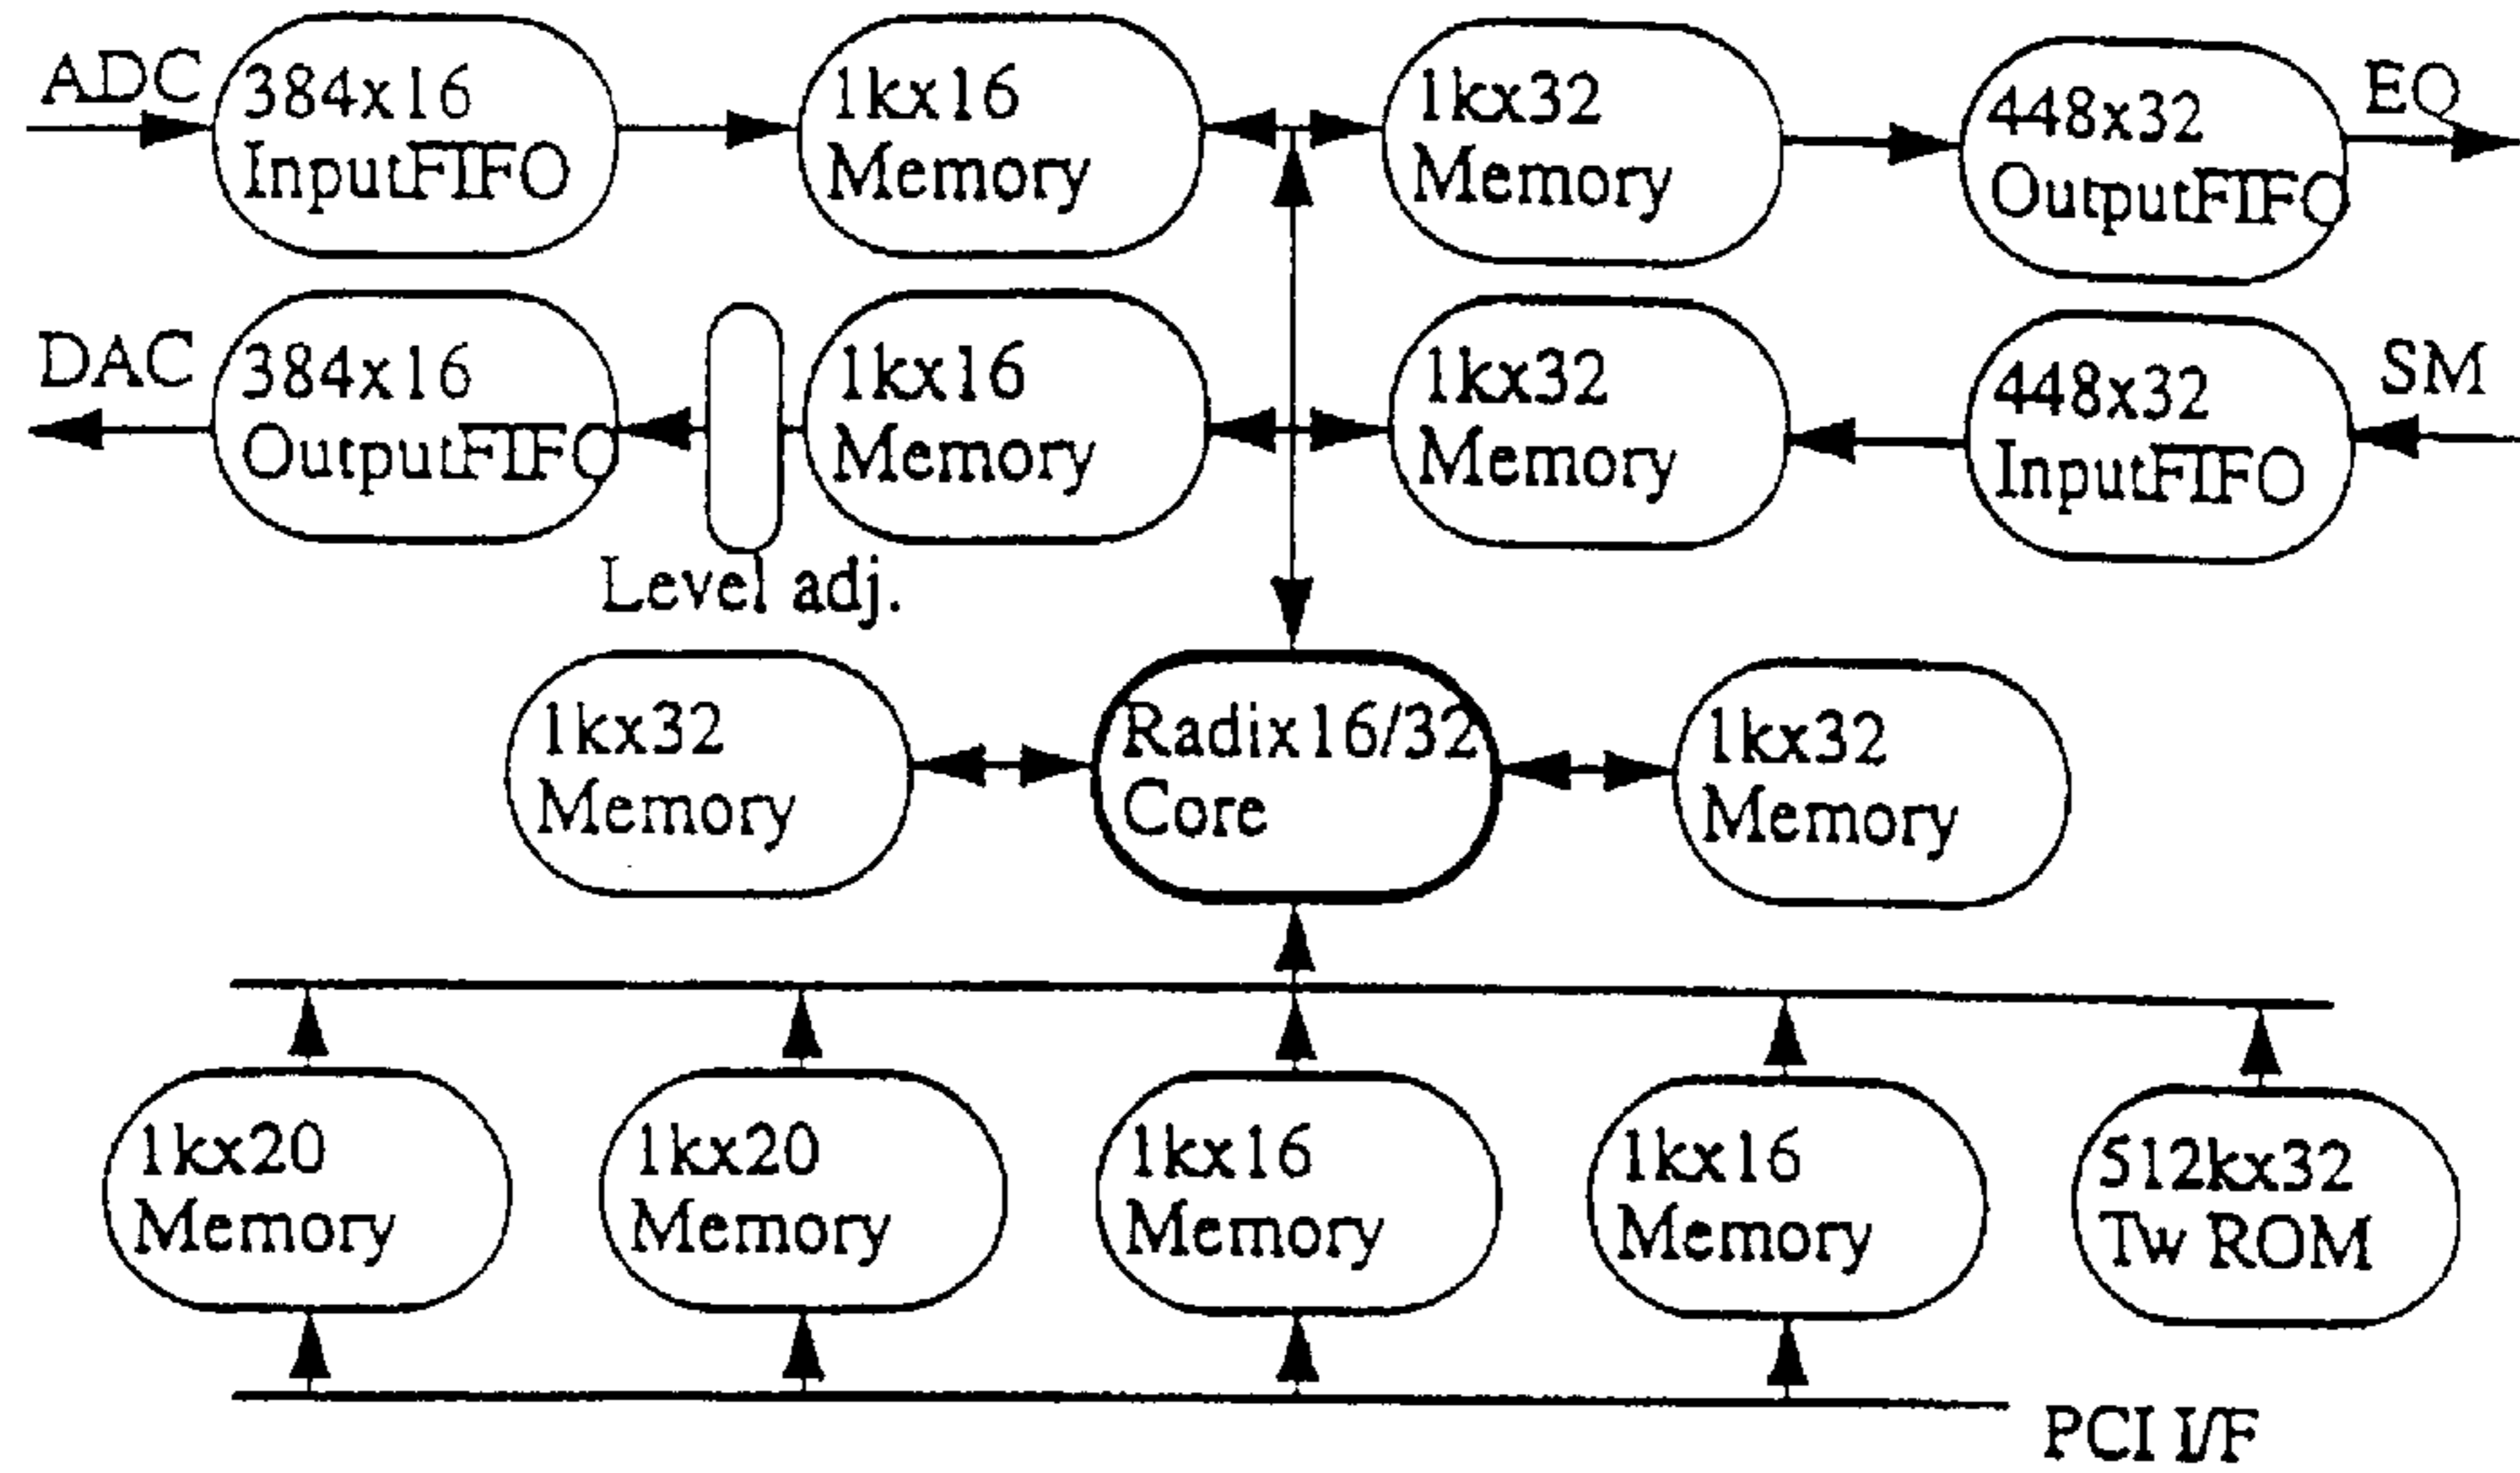 ADC
384x16
InputFIFO
1kx16
Memory
1kx32
Memory
448x32
OutputFIFO
EQ
DAC
384x16
OutputFIFO
Level adj.
1kx16
Memory
1kx32
Memory
448x32
InputFIFO
SM
1kx32
Memory
Radix16/32
Core
1kx32
Memory
1kx20
Memory
1kx20
Memory
1kx16
Memory
1kx16
Memory
512kx32
Tw ROM
PCI I/F